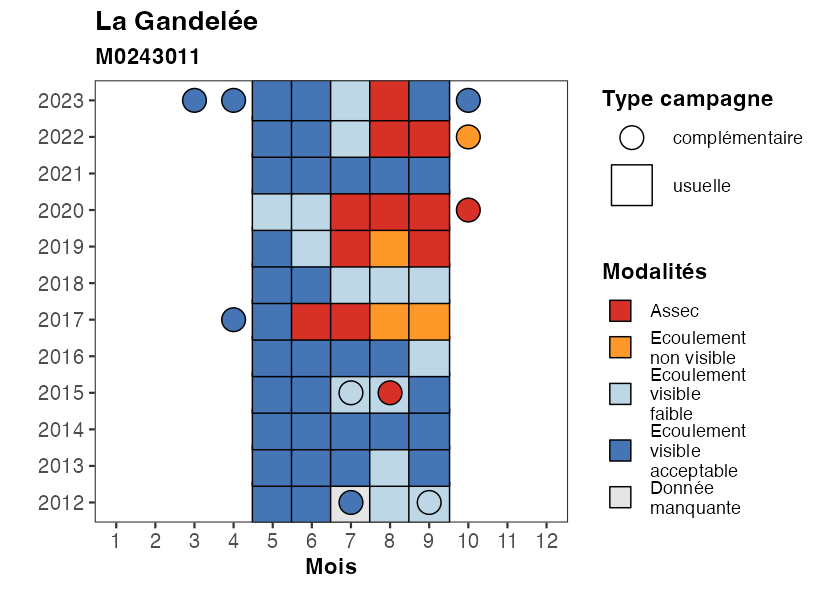 La Gandelée
M0243011
2023
2022
2021
2020
2019
2018
2017
2016
2015
2014
2013
2012
1 2 3 4 5 6 7 8 9 10 11 12
Mois
Type campagne
complémentaire
usuelle
Modalités
Assec
Ecoulement
non visible
Ecoulement
visible
faible
Ecoulement
visible
acceptable
Donnée
manquante